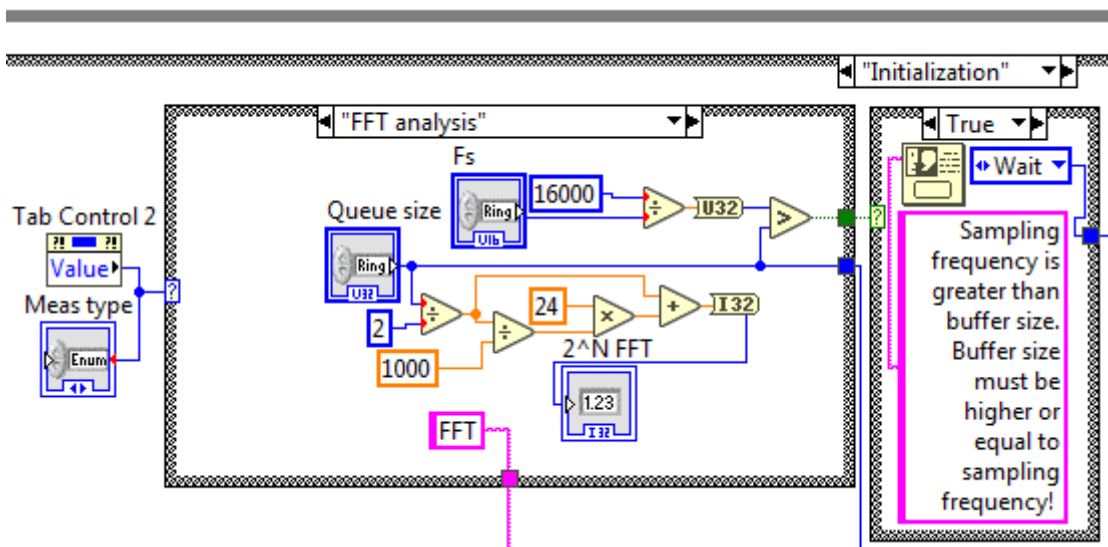 "Initialization"
"FFT analysis"
True
Fs
16000
Ring
U16
U32
>
Wait
Tab Control 2
Value
Meas type
Enum
Queue size
Ring
U32
÷
÷
2
÷
1000
24
×
+
I32
2^N FFT
1.23
I32
FFT
Sampling
frequency is
greater than
buffer size.
Buffer size
must be
higher or
equal to
sampling
frequency!